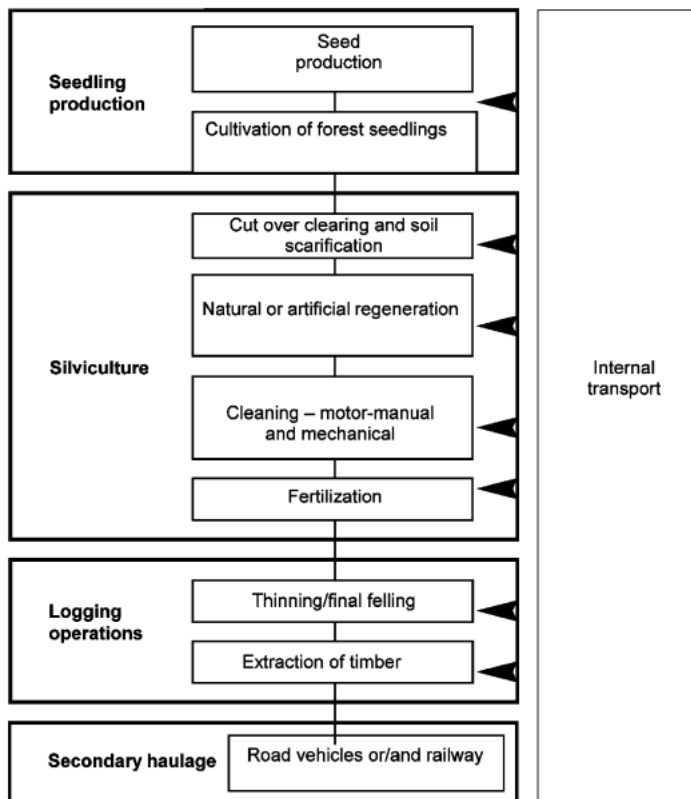 Seedling
production
Seed
production
Cultivation of forest seedlings
Silviculture
Cut over clearing and soil
scarification
Natural or artificial regeneration
Cleaning – motor-manual
and mechanical
Fertilization
Logging
operations
Thinning/final felling
Extraction of timber
Secondary haulage
Road vehicles or/and railway
Internal
transport